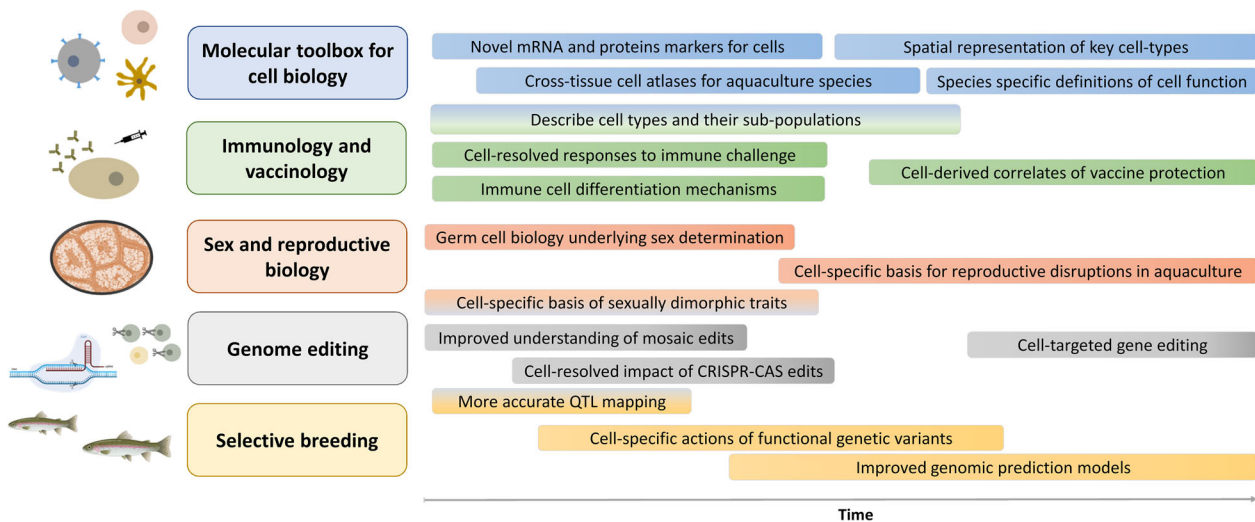 Molecular toolbox for
cell biology
Novel mRNA and proteins markers for cells
Spatial representation of key cell-types
Cross-tissue cell atlases for aquaculture species
Species specific definitions of cell function
Describe cell types and their sub-populations
Immunology and
vaccinology
Cell-resolved responses to immune challenge
Cell-derived correlates of vaccine protection
Immune cell differentiation mechanisms
Sex and reproductive
biology
Germ cell biology underlying sex determination
Cell-specific basis for reproductive disruptions in aquaculture
Cell-specific basis of sexually dimorphic traits
Genome editing
Improved understanding of mosaic edits
Cell-targeted gene editing
Cell-resolved impact of CRISPR-CAS edits
More accurate QTL mapping
Selective breeding
Cell-specific actions of functional genetic variants
Improved genomic prediction models
Time